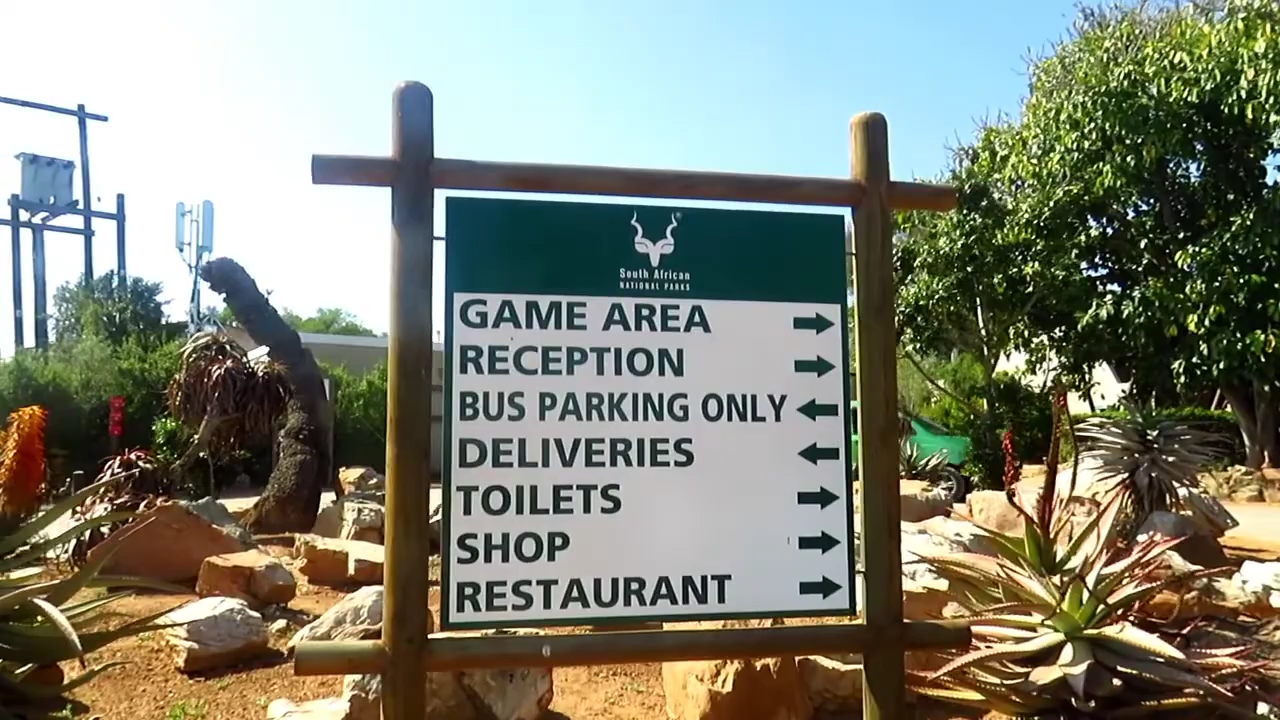 South African
NATIONAL PARKS
GAME AREA
RECEPTION
BUS PARKING ONLY
DELIVERIES
TOILETS
SHOP
RESTAURANT